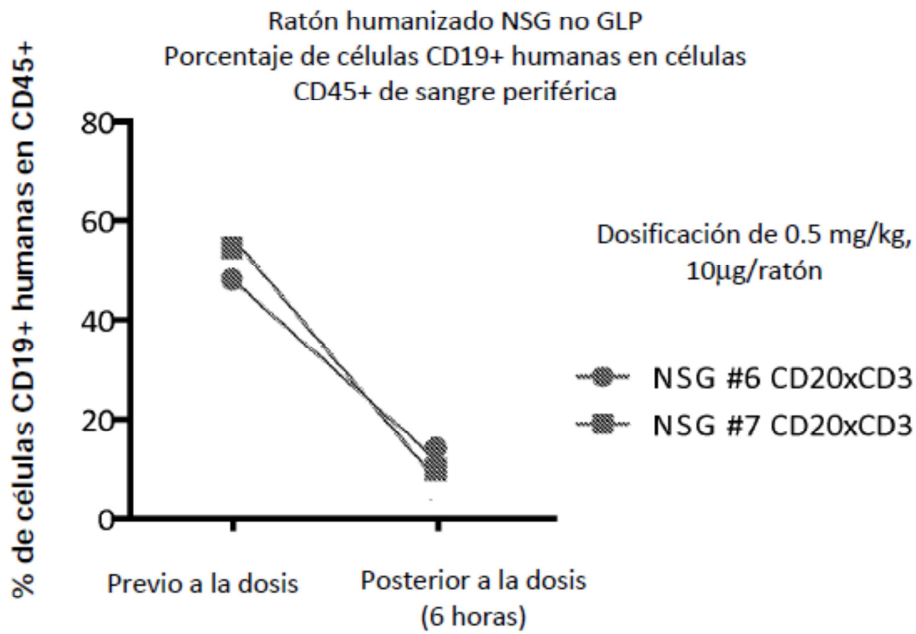 Ratón humanizado NSG no GLP
Porcentaje de células CD19+ humanas en células
CD45+ de sangre periférica
% de células CD19+ humanas en CD45+
80
60
40
20
0
Previo a la dosis
Posterior a la dosis
(6 horas)
Dosificación de 0.5 mg/kg,
10μg/ratón
NSG #6 CD20xCD3
NSG #7 CD20xCD3